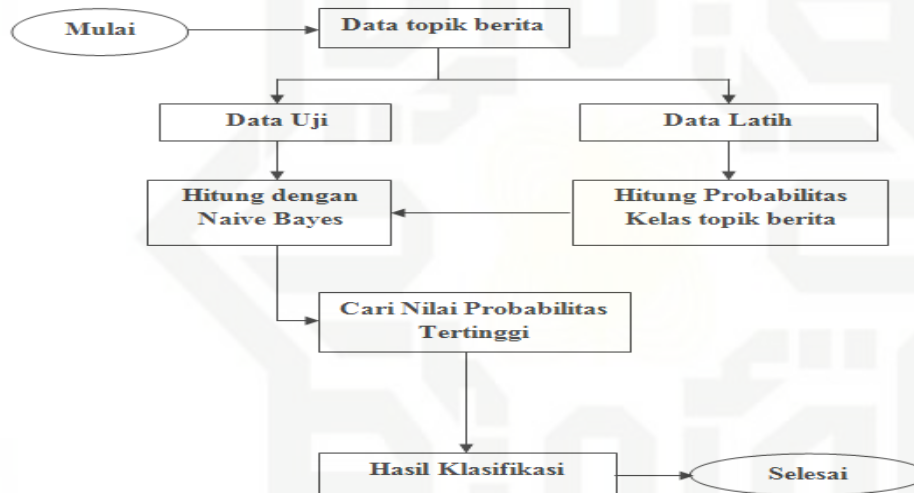 Mulai
Data topik berita
Data Uji
Data Latih
Hitung dengan
Naive Bayes
Hitung Probabilitas
Kelas topik berita
Cari Nilai Probabilitas
Tertinggi
Hasil Klasifikasi
Selesai